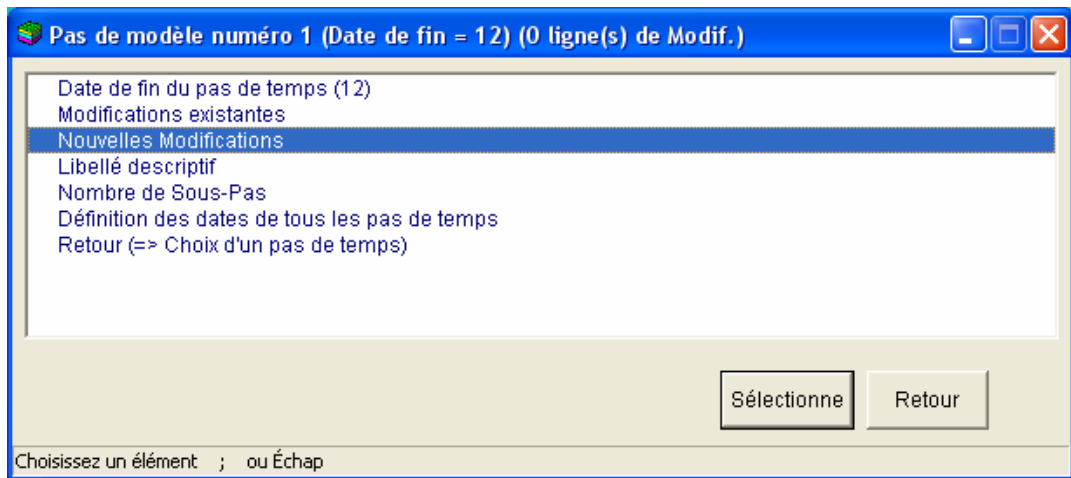 Pas de modèle numéro 1 (Date de fin = 12) (0 ligne(s) de Modif.)
Date de fin du pas de temps (12)
Modifications existantes
Nouvelles Modifications
Libellé descriptif
Nombre de Sous-Pas
Définition des dates de tous les pas de temps
Retour (=> Choix d'un pas de temps)
Sélectionne Retour
Choisissez un élément ; ou Échap